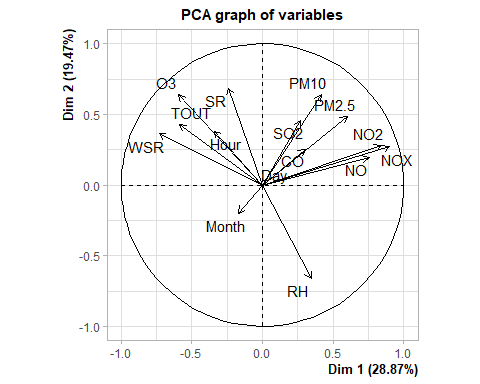 PCA graph of variables
Dim 2 (19.47%)
1.0
0.5
0.0
-0.5
-1.0
O3
SR
PM10
TOUT
PM2.5
WSR
Hour
SO2
NO2
CO
NOX
NO
Day
Month
RH
-1.0 -0.5 0.0 0.5 1.0
Dim 1 (28.87%)